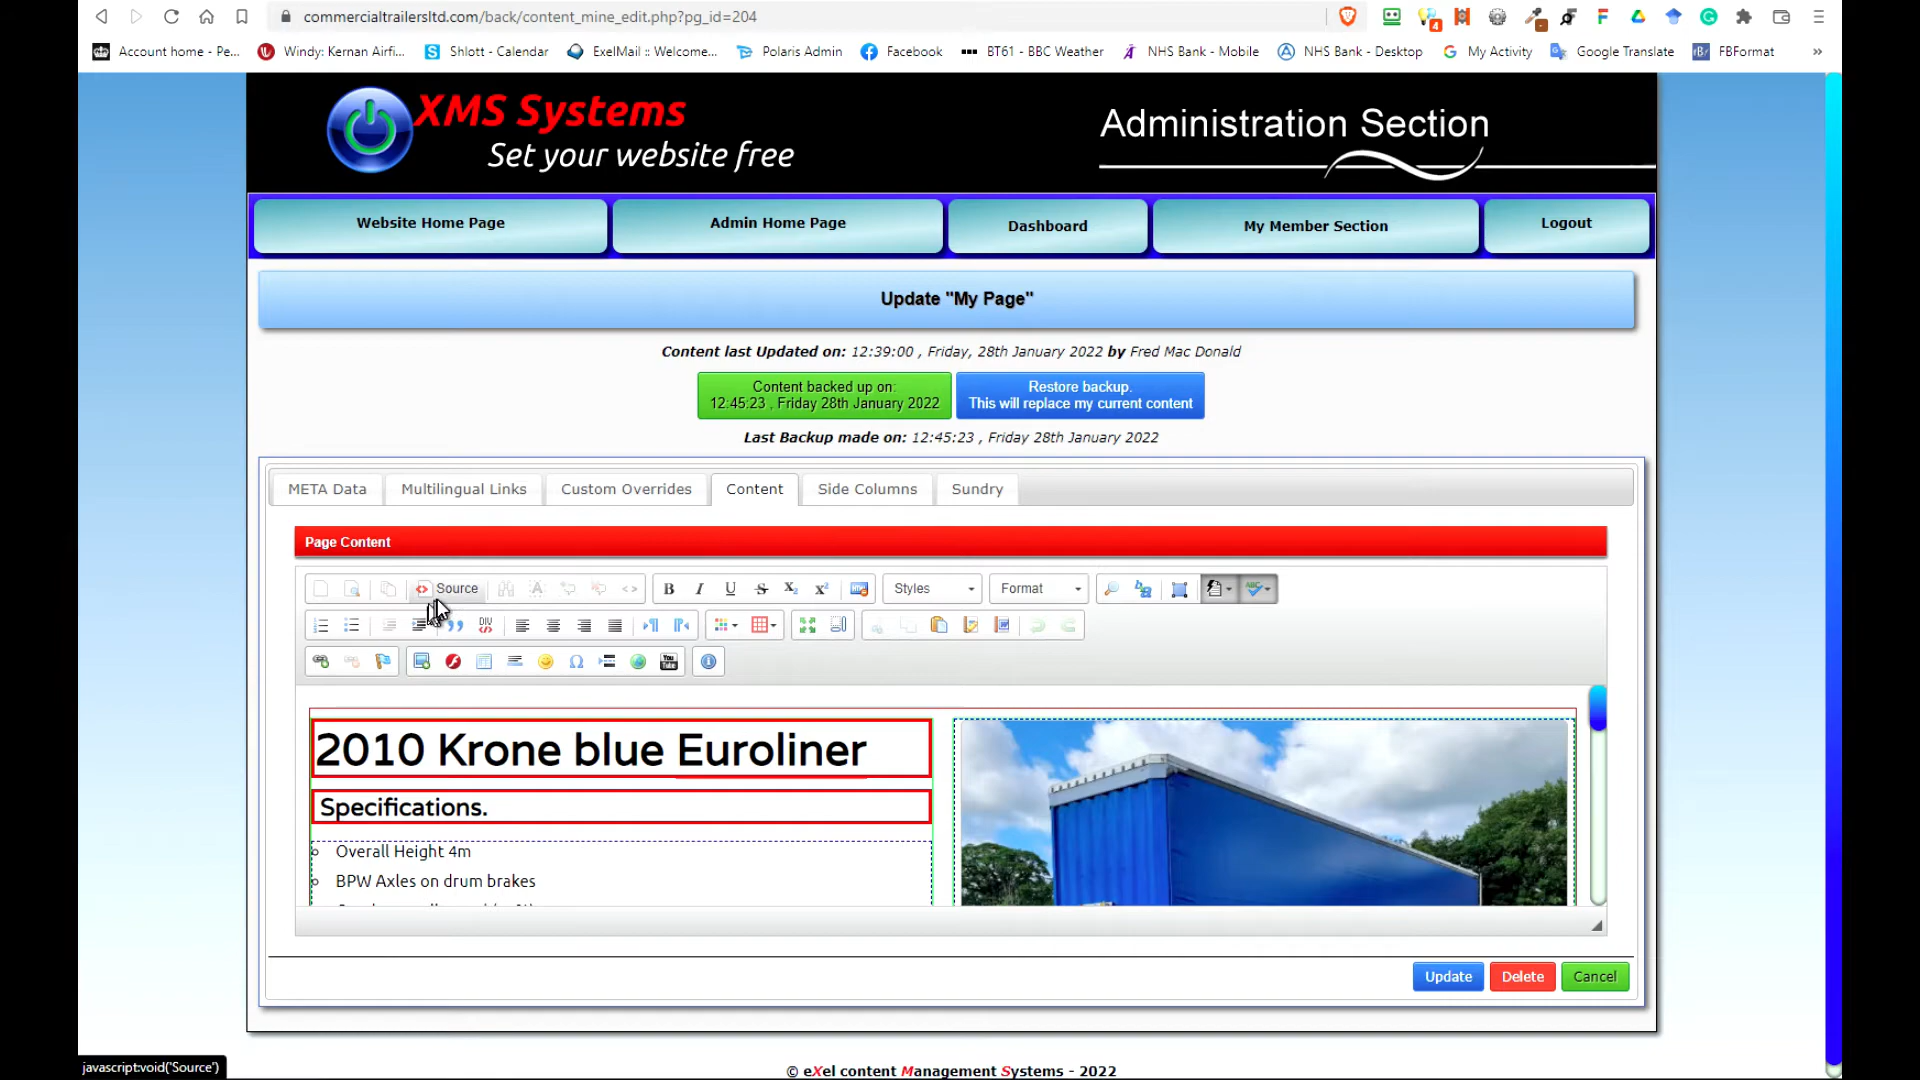 commercialtrailersltd.com/back/content_mine_edit.php?pg_id=204
4
Account home - Pe...
Windy: Kernan Airfi...
Shlott - Calendar
ExelMail :: Welcome...
Polaris Admin
Facebook
BT61 - BBC Weather
NHS Bank - Mobile
NHS Bank - Desktop
My Activity
Google Translate
FBFormat
»
XMS Systems
Set your website free
Administration Section
Website Home Page
Admin Home Page
Dashboard
My Member Section
Logout
Update "My Page"
Content last Updated on: 12:39:00 , Friday, 28th January 2022 by Fred Mac Donald
Content backed up on:
12:45:23 , Friday 28th January 2022
Restore backup.
This will replace my current content
Last Backup made on: 12:45:23 , Friday 28th January 2022
META Data
Multilingual Links
Custom Overrides
Content
Side Columns
Sundry
Page Content
Source
Styles
Format
2010 Krone blue Euroliner
Specifications.
Overall Height 4m
BPW Axles on drum brakes
Update
Delete
Cancel
javascript:void('Source')
© eXel content Management Systems - 2022